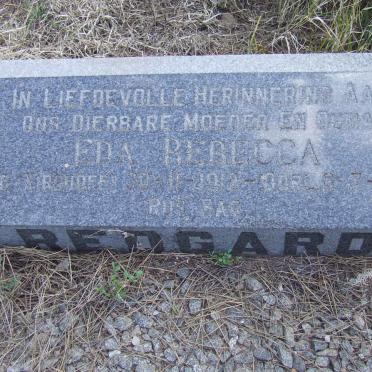 IN LIEFDEVOLLE HERINNERING AA
ONS DIERBARE MOEDER EN OUMA
EDA REBECCA
RUS SAG
BEDGARD